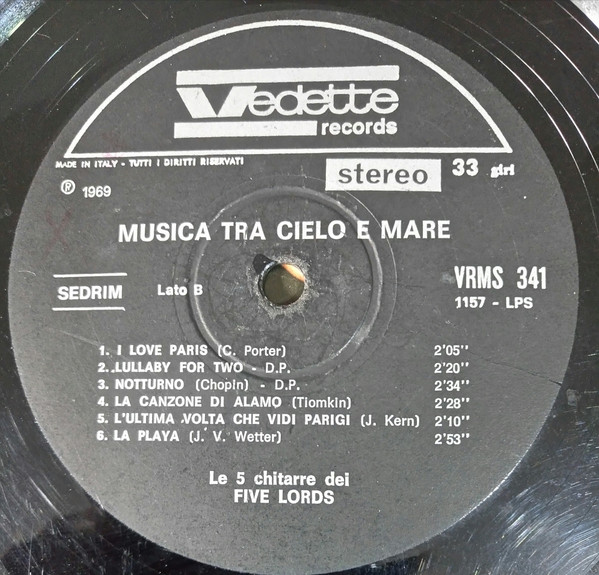 Vedette
records
MADE IN ITALY - TUTTI I DIRITTI RISERVATI
stereo 33 giri
℗ 1969
MUSICA TRA CIELO E MARE
SEDRIM Lato B VRMS 341
1157 - LPS
1. I LOVE PARIS (C. Porter) 2'05''
2. .LULLABY FOR TWO - D.P. 2'20''
3. NOTTURNO (Chopin) - D.P. 2'34''
4. LA CANZONE DI ALAMO (Tiomkin) 2'28''
5. L'ULTIMA VOLTA CHE VIDI PARIGI (J. Kern) 2'10''
6. LA PLAYA (J. V. Wetter) 2'53''
Le 5 chitarre dei
FIVE LORDS